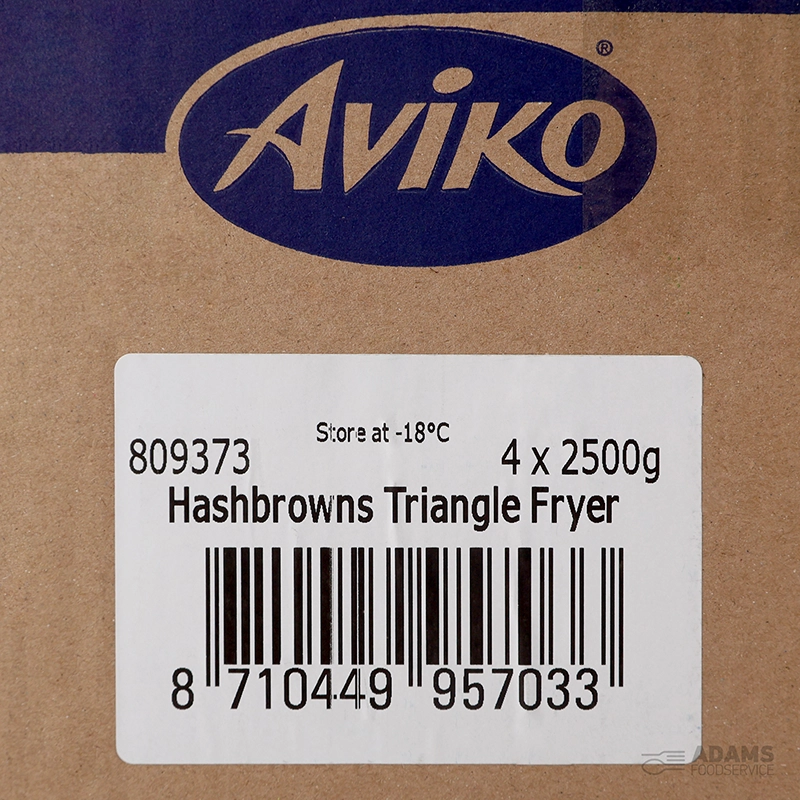 Aviko®
Store at -18°C
809373 4 x 2500g
Hashbrowns Triangle Fryer
8 710449 957033
ADAMS
FOODSERVICE